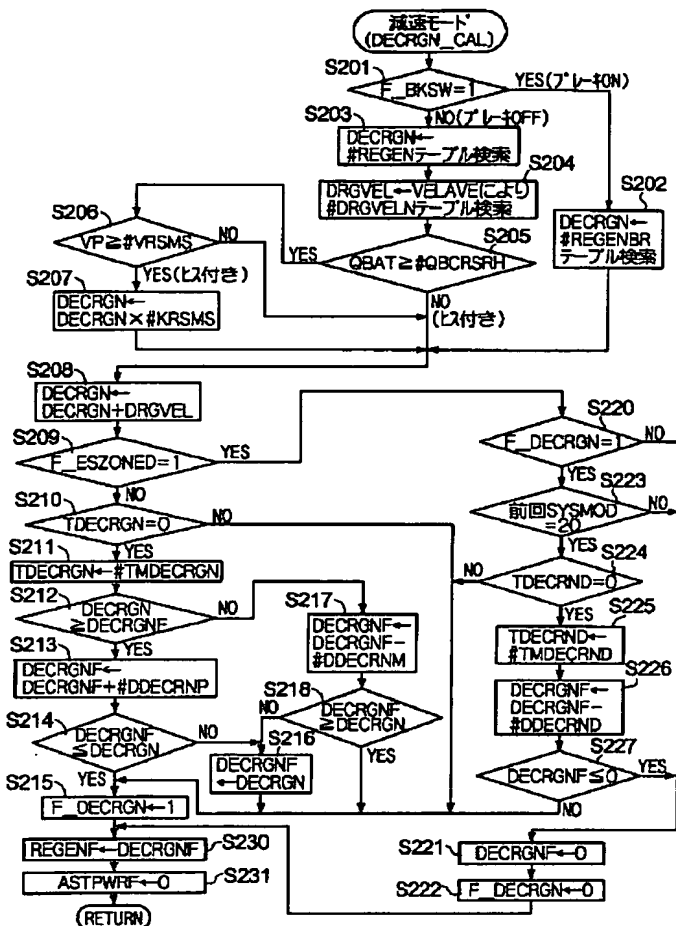 減速モード
(DECRGN_CAL)
S201
F_BKSW=1
YES(ブレーキON)
NO(ブレーキOFF)
S203
DECRGN←
#REGENテーブル検索
S204
DRGVEL←VELAVEにより
#DRGVELNテーブル検索
S202
DECRGN←
#REGENBR
テーブル検索
S206
VP≧#VRSMS
NO
YES(ヒス付き)
S205
QBAT≧#QBCRSRH
YES
NO
(ヒス付き)
S207
DECRGN←
DECRGN×#KRSMS
S208
DECRGN←
DECRGN+DRGVEL
S209
F_ESZONED=1
YES
NO
S220
F_DECRGN=1
NO
YES
S210
TDECRGN=0
NO
YES
S223
前回SYSMOD
=20
NO
YES
S211
TDECRGN←#TMDECRGN
S224
TDECRND=0
NO
YES
S212
DECRGN
≧DECRGNF
NO
YES
S217
DECRGNF←
DECRGNF-
#DDECRNM
S225
TDECRND←
#TMDECRND
S213
DECRGNF←
DECRGNF+#DDECRNP
S226
DECRGNF←
DECRGNF-
#DDECRND
S218
DECRGNF
≧DECRGN
NO
YES
S214
DECRGNF
≦DECRGN
NO
YES
S216
DECRGNF
←DECRGN
S227
DECRGNF≦0
YES
NO
S215
F_DECRGN←1
REGENF←DECRGNF
S230
ASTPWRF←0
S231
S221
DECRGNF←0
S222
F_DECRGN←0
(RETURN)